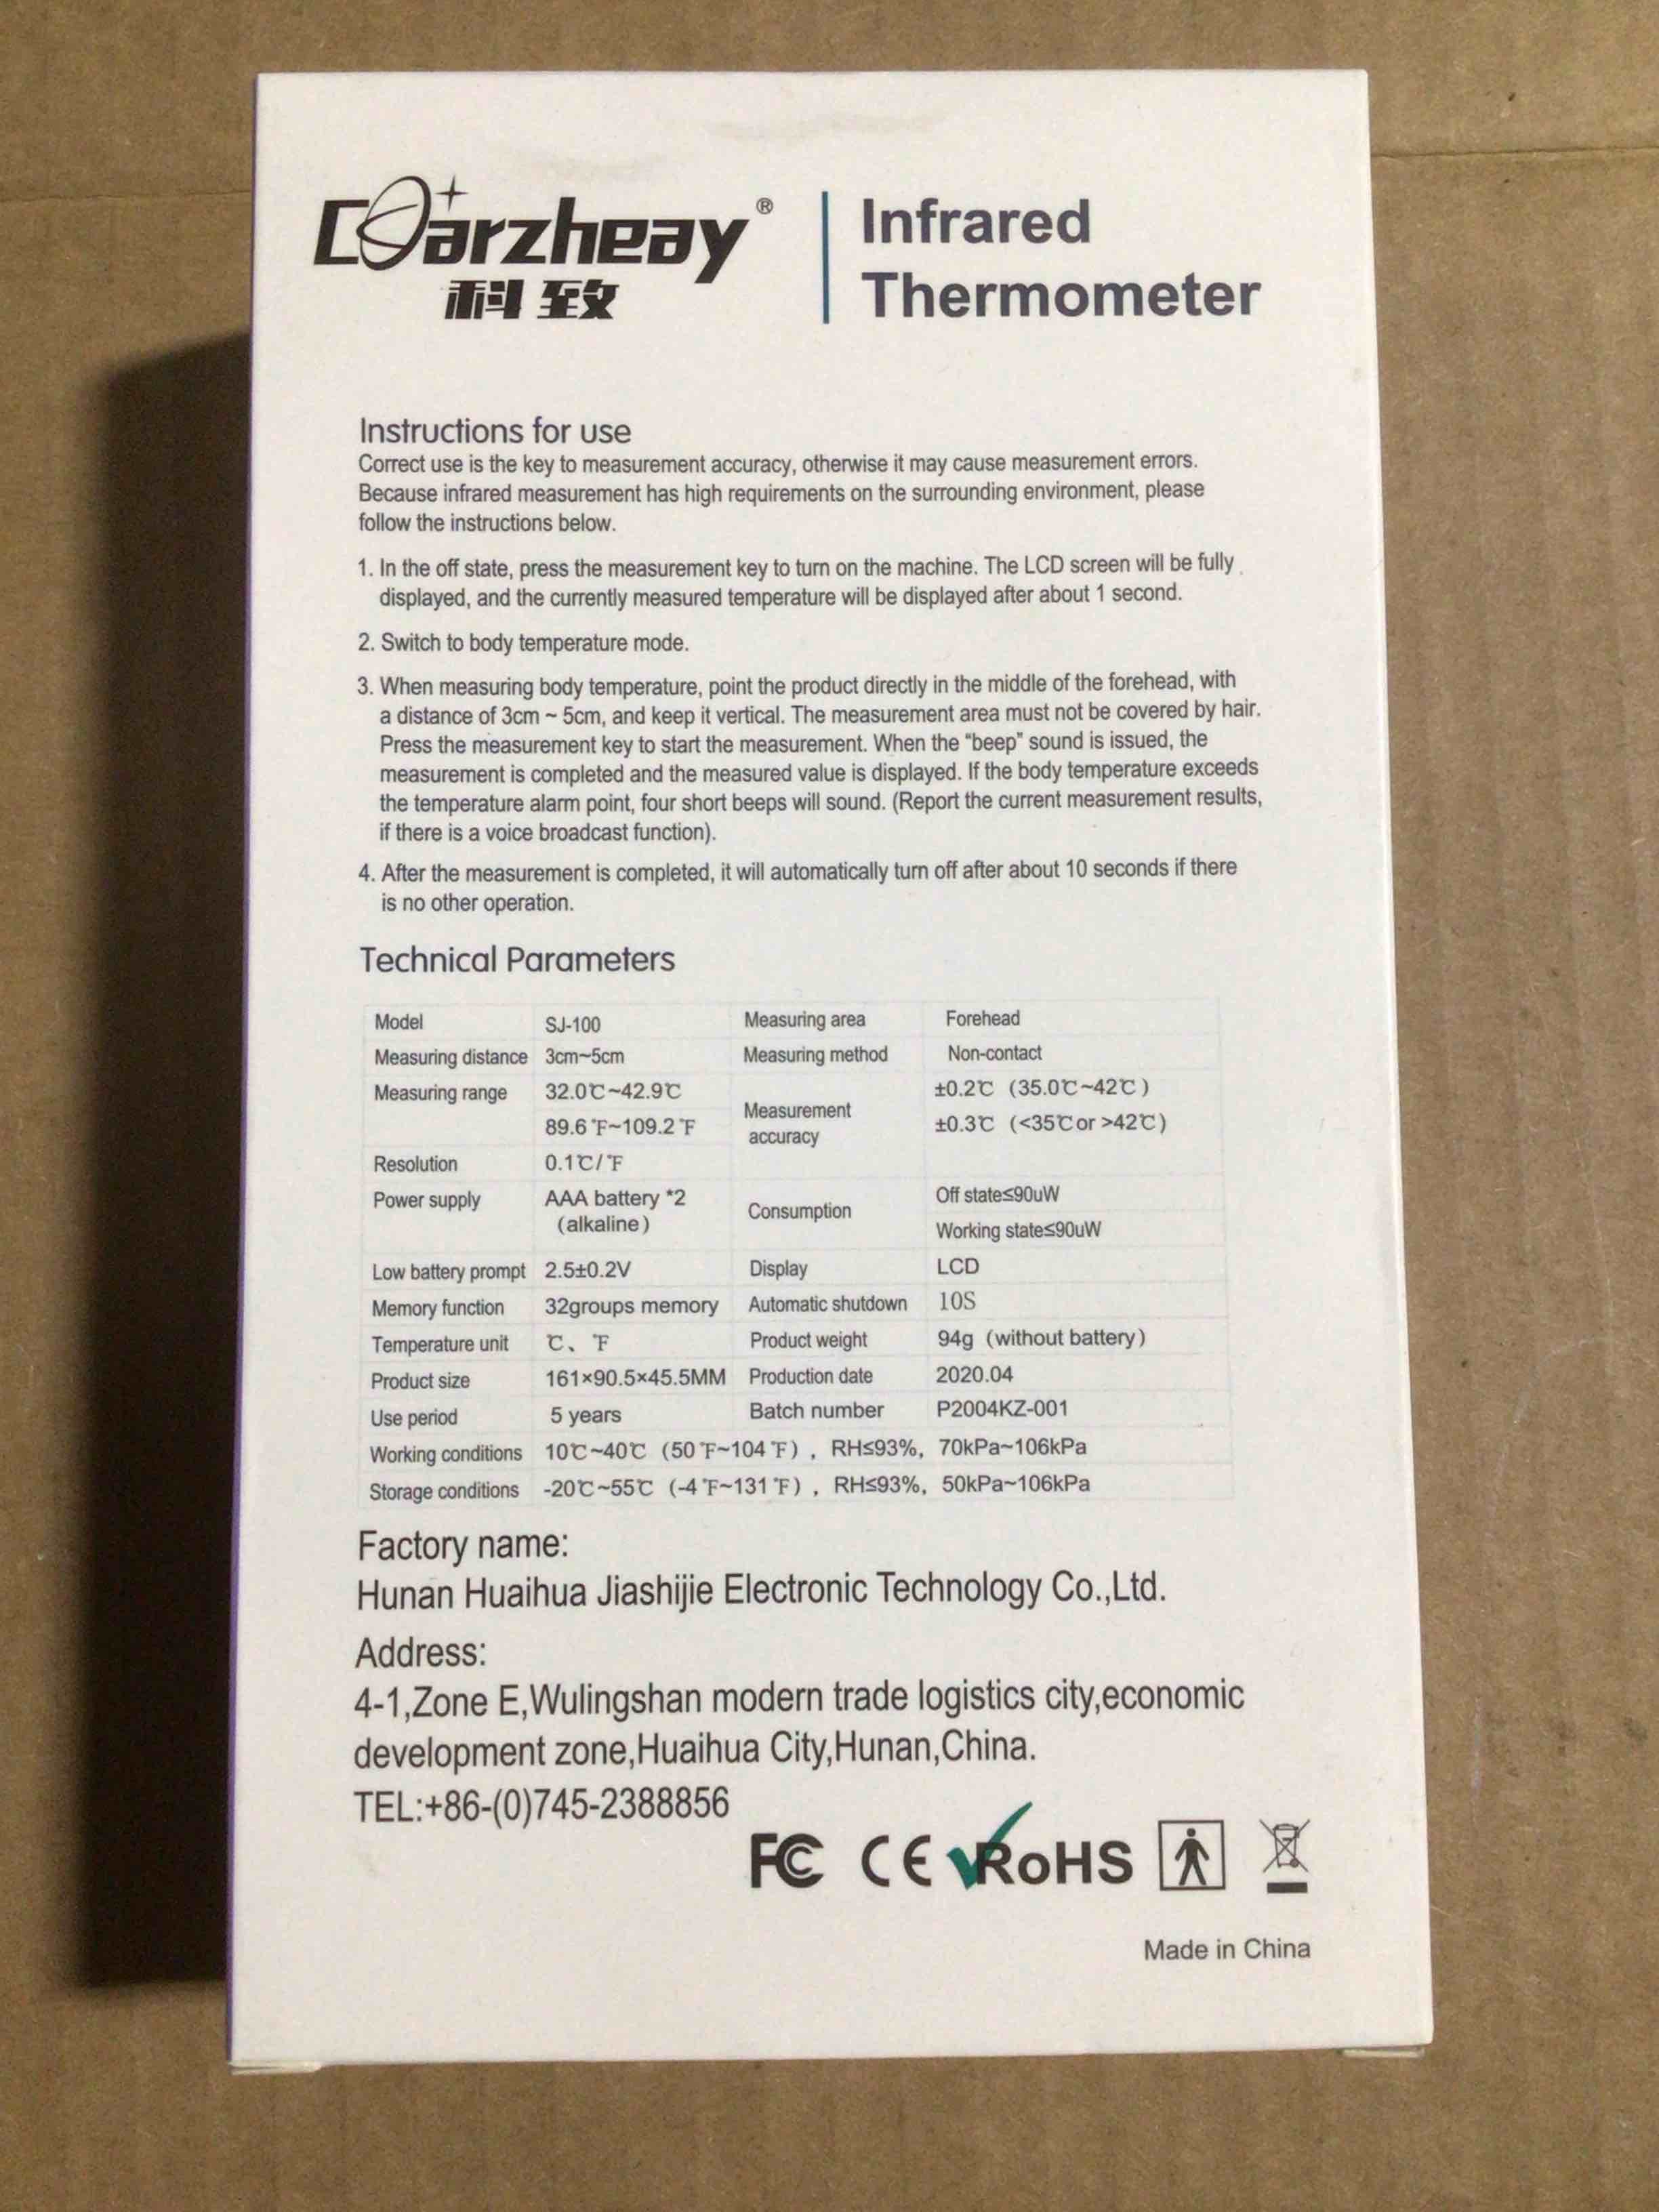 Coarzheay®
科致
Infrared
Thermometer
Instructions for use
Correct use is the key to measurement accuracy, otherwise it may cause measurement errors.
Because infrared measurement has high requirements on the surrounding environment, please
follow the instructions below.
1. In the off state, press the measurement key to turn on the machine. The LCD screen will be fully
displayed, and the currently measured temperature will be displayed after about 1 second.
2. Switch to body temperature mode.
3. When measuring body temperature, point the product directly in the middle of the forehead, with
a distance of 3cm ~ 5cm, and keep it vertical. The measurement area must not be covered by hair.
Press the measurement key to start the measurement. When the “beep” sound is issued, the
measurement is completed and the measured value is displayed. If the body temperature exceeds
the temperature alarm point, four short beeps will sound. (Report the current measurement results,
if there is a voice broadcast function).
4. After the measurement is completed, it will automatically turn off after about 10 seconds if there
is no other operation.
Technical Parameters
Model SJ-100 Measuring area Forehead
Measuring distance 3cm~5cm Measuring method Non-contact
Measuring range 32.0℃~42.9℃ Measurement accuracy ±0.2℃ (35.0℃~42℃)
89.6℉~109.2℉ ±0.3℃ (<35℃or >42℃)
Resolution 0.1℃/℉
Power supply AAA battery *2 Consumption Off state≤90uW
(alkaline) Working state≤90uW
Low battery prompt 2.5±0.2V Display LCD
Memory function 32groups memory Automatic shutdown 10S
Temperature unit ℃、℉ Product weight 94g (without battery)
Product size 161×90.5×45.5MM Production date 2020.04
Use period 5 years Batch number P2004KZ-001
Working conditions 10℃~40℃ (50℉~104℉) , RH≤93%, 70kPa~106kPa
Storage conditions -20℃~55℃ (-4℉~131℉) , RH≤93%, 50kPa~106kPa
Factory name:
Hunan Huaihua Jiashijie Electronic Technology Co.,Ltd.
Address:
4-1,Zone E,Wulingshan modern trade logistics city,economic
development zone,Huaihua City,Hunan,China.
TEL:+86-(0)745-2388856
FC CE RoHS
Made in China